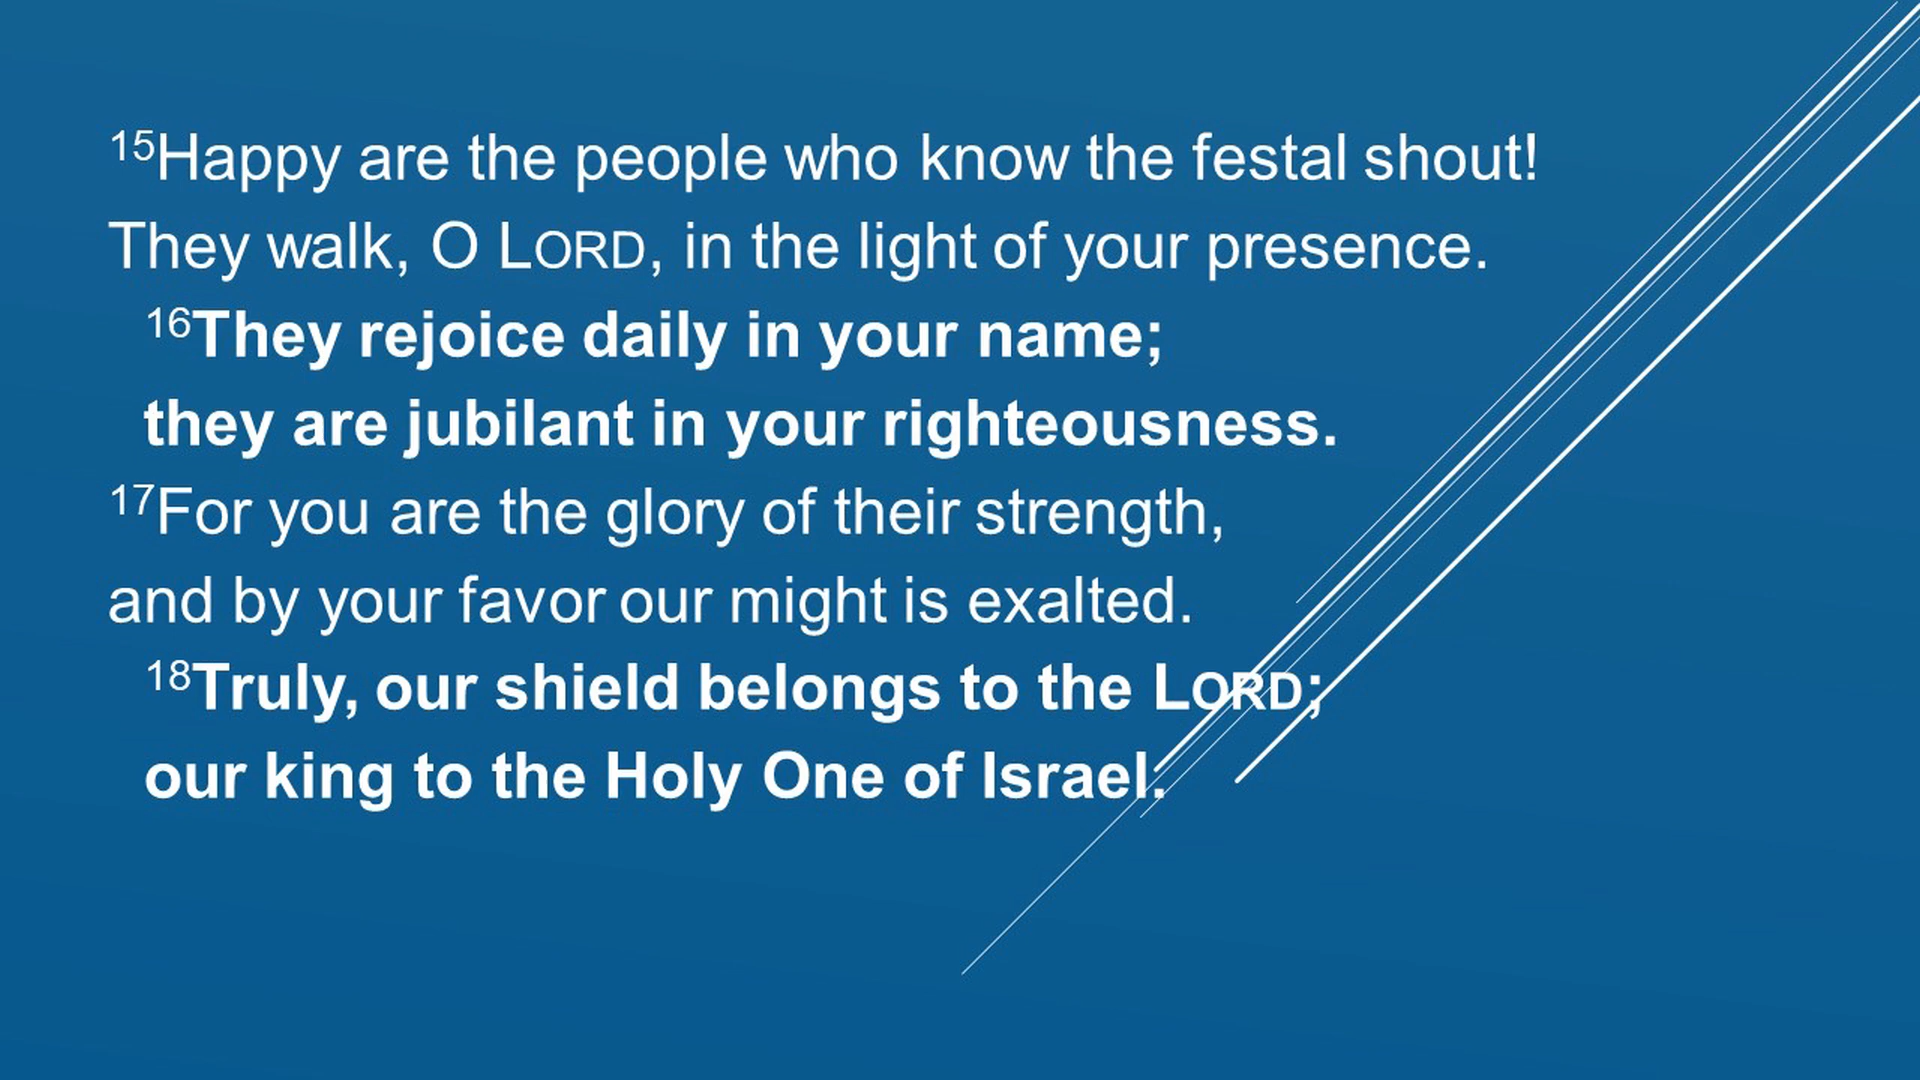 15Happy are the people who know the festal shout!
They walk, O LORD, in the light of your presence.
16They rejoice daily in your name;
they are jubilant in your righteousness.
17For you are the glory of their strength,
and by your favor our might is exalted.
18Truly, our shield belongs to the LORD;
our king to the Holy One of Israel.